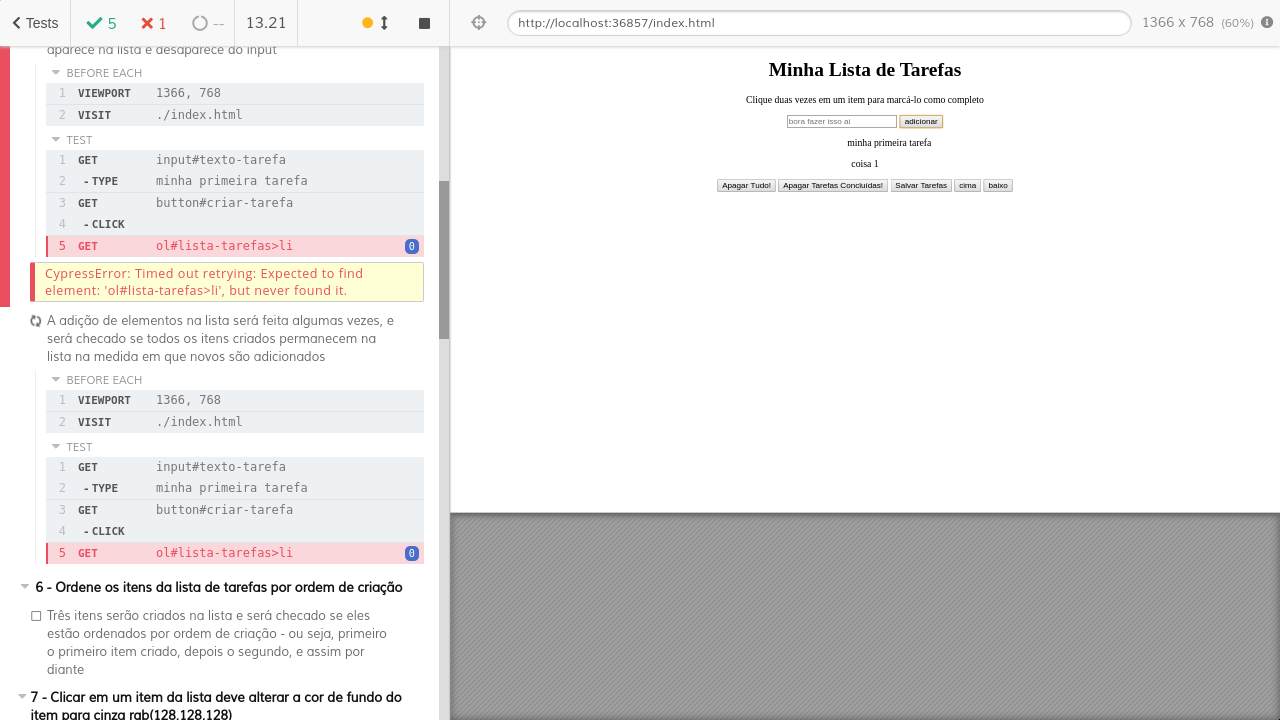 Tests
5
1
--
13.21
http://localhost:36857/index.html
1366 x 768 (60%)
aparece na lista e desaparece do input
BEFORE EACH
1 VIEWPORT 1366, 768
2 VISIT ./index.html
TEST
1 GET input#texto-tarefa
2 - TYPE minha primeira tarefa
3 GET button#criar-tarefa
4 - CLICK
5 GET ol#lista-tarefas>li 0
CypressError: Timed out retrying: Expected to find
element: 'ol#lista-tarefas>li', but never found it.
A adição de elementos na lista será feita algumas vezes, e
será checado se todos os itens criados permanecem na
lista na medida em que novos são adicionados
BEFORE EACH
1 VIEWPORT 1366, 768
2 VISIT ./index.html
TEST
1 GET input#texto-tarefa
2 - TYPE minha primeira tarefa
3 GET button#criar-tarefa
4 - CLICK
5 GET ol#lista-tarefas>li 0
6 - Ordene os itens da lista de tarefas por ordem de criação
Três itens serão criados na lista e será checado se eles
estão ordenados por ordem de criação - ou seja, primeiro
o primeiro item criado, depois o segundo, e assim por
diante
7 - Clicar em um item da lista deve alterar a cor de fundo do
item para cinza rgb(128,128,128)
Minha Lista de Tarefas
Clique duas vezes em um item para marcá-lo como completo
bora fazer isso ai adicionar
minha primeira tarefa
coisa 1
Apagar Tudo! Apagar Tarefas Concluídas! Salvar Tarefas cima baixo